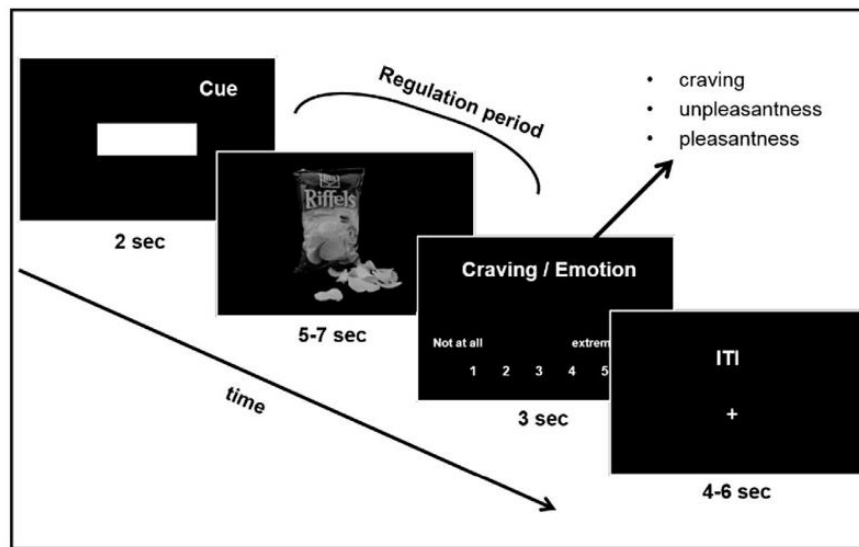 Cue
2 sec
Regulation period
Riffels
5-7 sec
• craving
• unpleasantness
• pleasantness
Craving / Emotion
Not at all
1 2 3 4 5
3 sec
ITI
+
4-6 sec
time